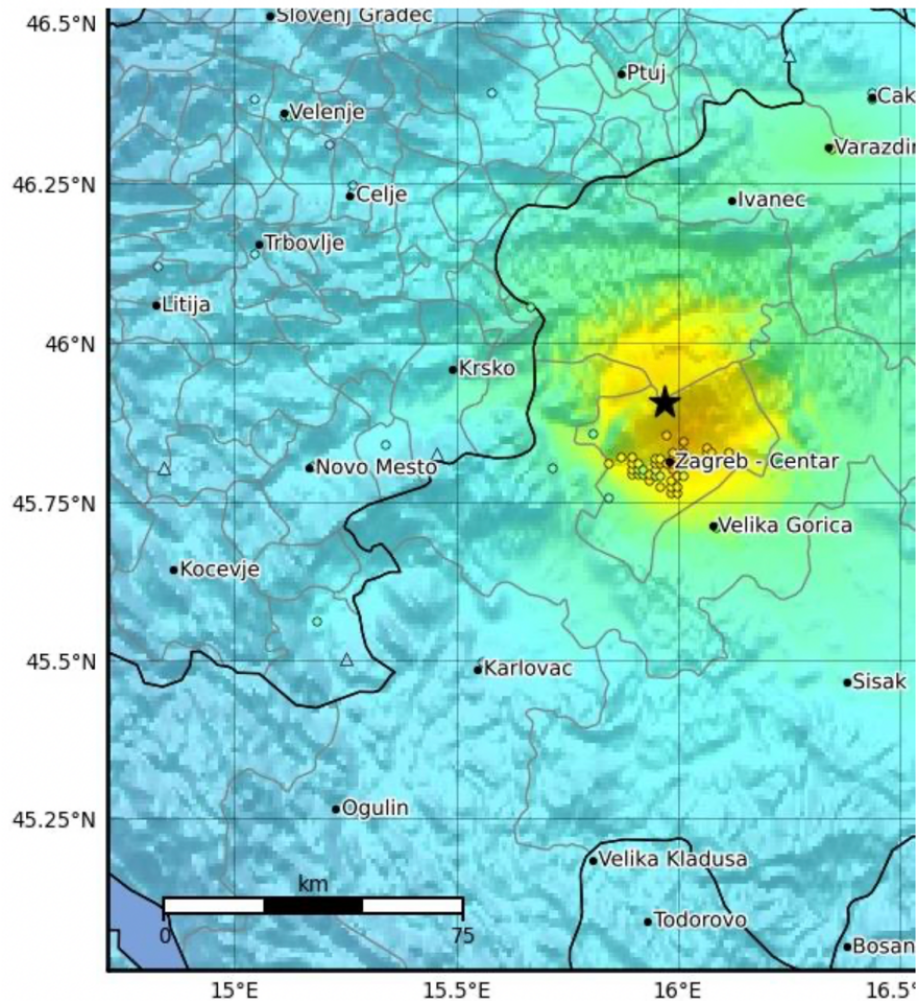 46.5°N
Slovenj Gradec
Ptuj
Cak
Velenje
Varazdin
46.25°N
Celje
Ivanec
Trbovlje
Litija
46°N
Krsko
Novo Mesto
Zagreb - Centar
45.75°N
Velika Gorica
Kocevje
45.5°N
Karlovac
Sisak
45.25°N
Ogulin
Velika Kladusa
km
0
75
Todorovo
Bosan
15°E
15.5°E
16°E
16.5°